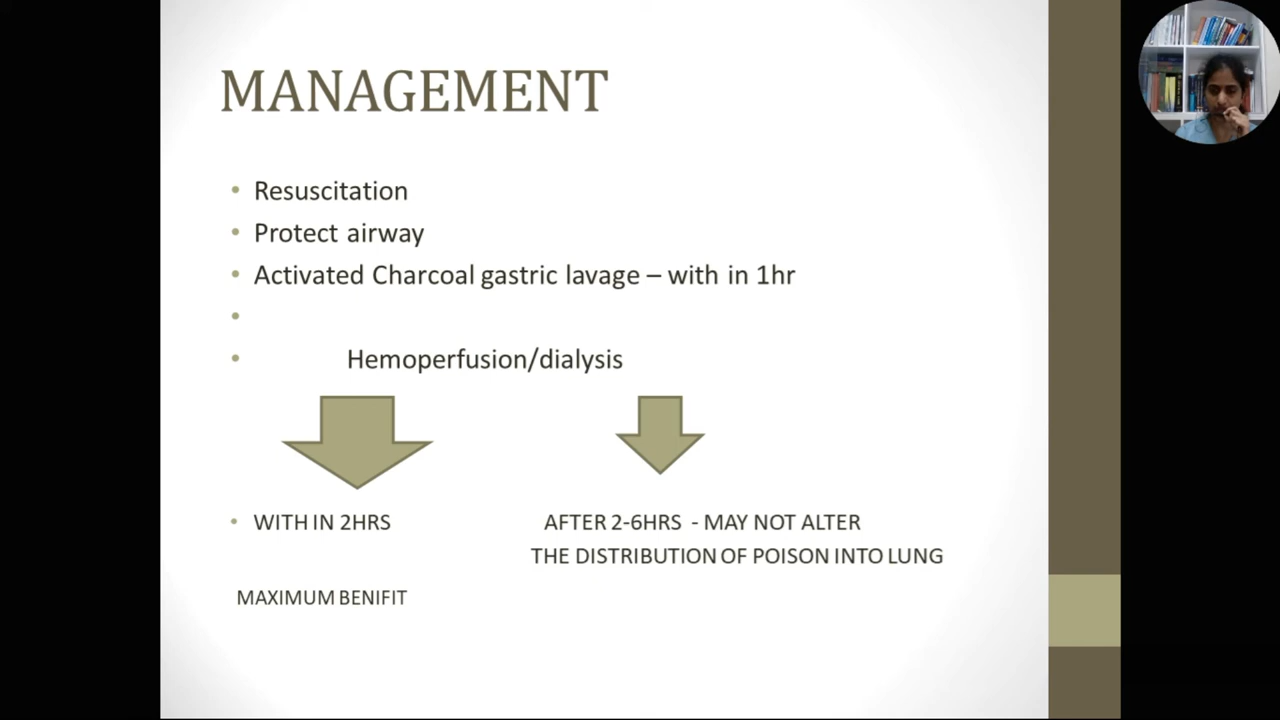 MANAGEMENT
• Resuscitation
• Protect airway
• Activated Charcoal gastric lavage – with in 1hr
•
• Hemoperfusion/dialysis
• WITH IN 2HRS AFTER 2-6HRS - MAY NOT ALTER
THE DISTRIBUTION OF POISON INTO LUNG
MAXIMUM BENIFIT